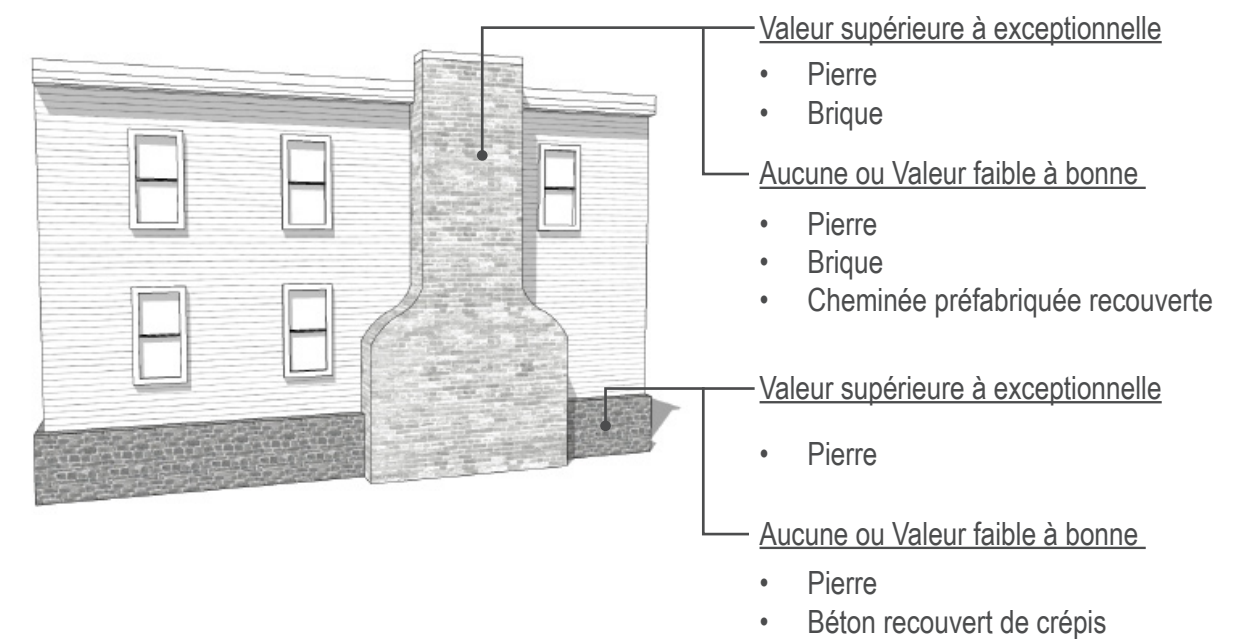 Valeur supérieure à exceptionnelle
• Pierre
• Brique
Aucune ou Valeur faible à bonne
• Pierre
• Brique
• Cheminée préfabriquée recouverte
Valeur supérieure à exceptionnelle
• Pierre
Aucune ou Valeur faible à bonne
• Pierre
• Béton recouvert de crépis